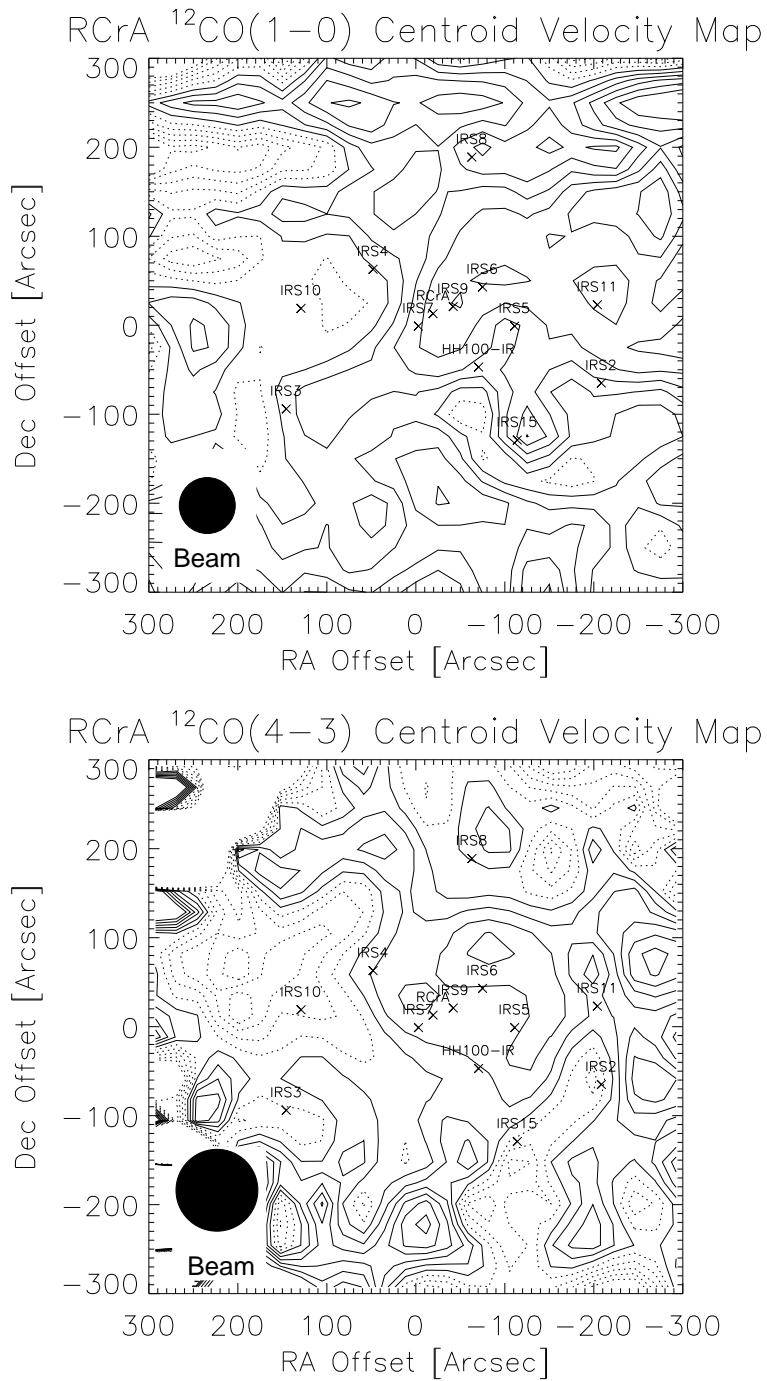 RCrA ¹²CO(1−0) Centroid Velocity Map
300
200
100
0
−100
−200
−300
Dec Offset [Arcsec]
IRS8
IRS4
IRS6
IRS10
IRS9
RCrA
IRS7
IRS5
IRS11
HH100−IR
IRS2
IRS3
IRS15
Beam
300 200 100 0 −100 −200 −300
RA Offset [Arcsec]
RCrA ¹²CO(4−3) Centroid Velocity Map
300
200
100
0
−100
−200
−300
Dec Offset [Arcsec]
IRS8
IRS4
IRS6
IRS10
IRS9
RCrA
IRS7
IRS5
IRS11
HH100−IR
IRS2
IRS3
IRS15
Beam
300 200 100 0 −100 −200 −300
RA Offset [Arcsec]